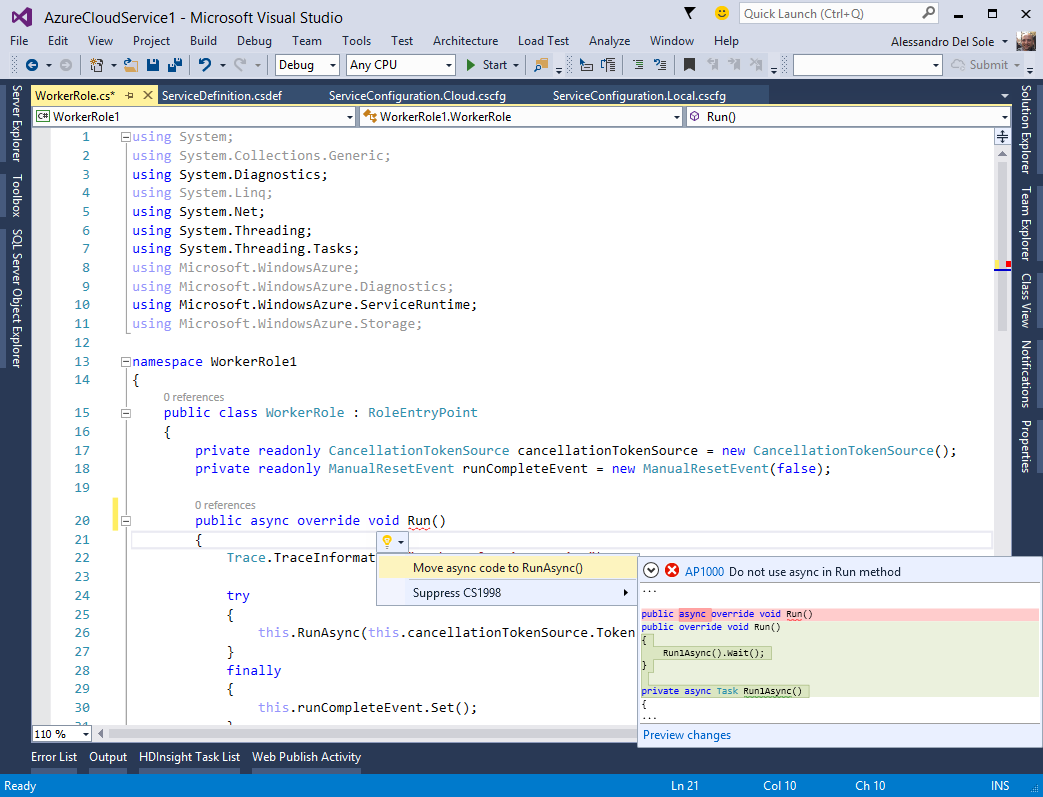 AzureCloudService1 - Microsoft Visual Studio
Quick Launch (Ctrl+Q)
File Edit View Project Build Debug Team Tools Test Architecture Load Test Analyze Window Help
Alessandro Del Sole
Debug Any CPU Start Submit
WorkerRole.cs* ServiceDefinition.csdef ServiceConfiguration.Cloud.cscfg ServiceConfiguration.Local.cscfg
C# WorkerRole1 WorkerRole1.WorkerRole Run()
Server Explorer
Toolbox
SQL Server Object Explorer
1 using System;
2 using System.Collections.Generic;
3 using System.Diagnostics;
4 using System.Linq;
5 using System.Net;
6 using System.Threading;
7 using System.Threading.Tasks;
8 using Microsoft.WindowsAzure;
9 using Microsoft.WindowsAzure.Diagnostics;
10 using Microsoft.WindowsAzure.ServiceRuntime;
11 using Microsoft.WindowsAzure.Storage;
12
13 namespace WorkerRole1
14 {
0 references
15 public class WorkerRole : RoleEntryPoint
16 {
17 private readonly CancellationTokenSource cancellationTokenSource = new CancellationTokenSource();
18 private readonly ManualResetEvent runCompleteEvent = new ManualResetEvent(false);
19
0 references
20 public async override void Run()
21 {
22 Trace.TraceInformat
23
24 try
25 {
26 this.RunAsync(this.cancellationTokenSource.Token
27 }
28 finally
29 {
30 this.runCompleteEvent.Set();
31 }
Move async code to RunAsync()
Suppress CS1998
AP1000 Do not use async in Run method
...
public async override void Run()
public override void Run()
{
Run1Async().Wait();
}
private async Task Run1Async()
{
...
Preview changes
Solution Explorer
Team Explorer
Class View
Notifications
Properties
110 %
Error List Output HDInsight Task List Web Publish Activity
Ready Ln 21 Col 10 Ch 10 INS